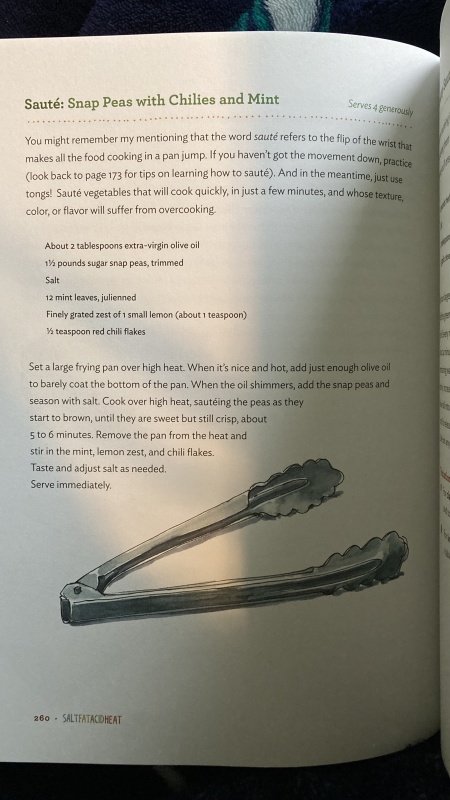 Sauté: Snap Peas with Chilies and Mint
Serves 4 generously
You might remember my mentioning that the word sauté refers to the flip of the wrist that
makes all the food cooking in a pan jump. If you haven't got the movement down, practice
(look back to page 173 for tips on learning how to sauté). And in the meantime, just use
tongs! Sauté vegetables that will cook quickly, in just a few minutes, and whose texture,
color, or flavor will suffer from overcooking.
About 2 tablespoons extra-virgin olive oil
1½ pounds sugar snap peas, trimmed
Salt
12 mint leaves, julienned
Finely grated zest of 1 small lemon (about 1 teaspoon)
½ teaspoon red chili flakes
Set a large frying pan over high heat. When it's nice and hot, add just enough olive oil
to barely coat the bottom of the pan. When the oil shimmers, add the snap peas and
season with salt. Cook over high heat, sautéing the peas as they
start to brown, until they are sweet but still crisp, about
5 to 6 minutes. Remove the pan from the heat and
stir in the mint, lemon zest, and chili flakes.
Taste and adjust salt as needed.
Serve immediately.
260 • SALTFATACIDHEAT